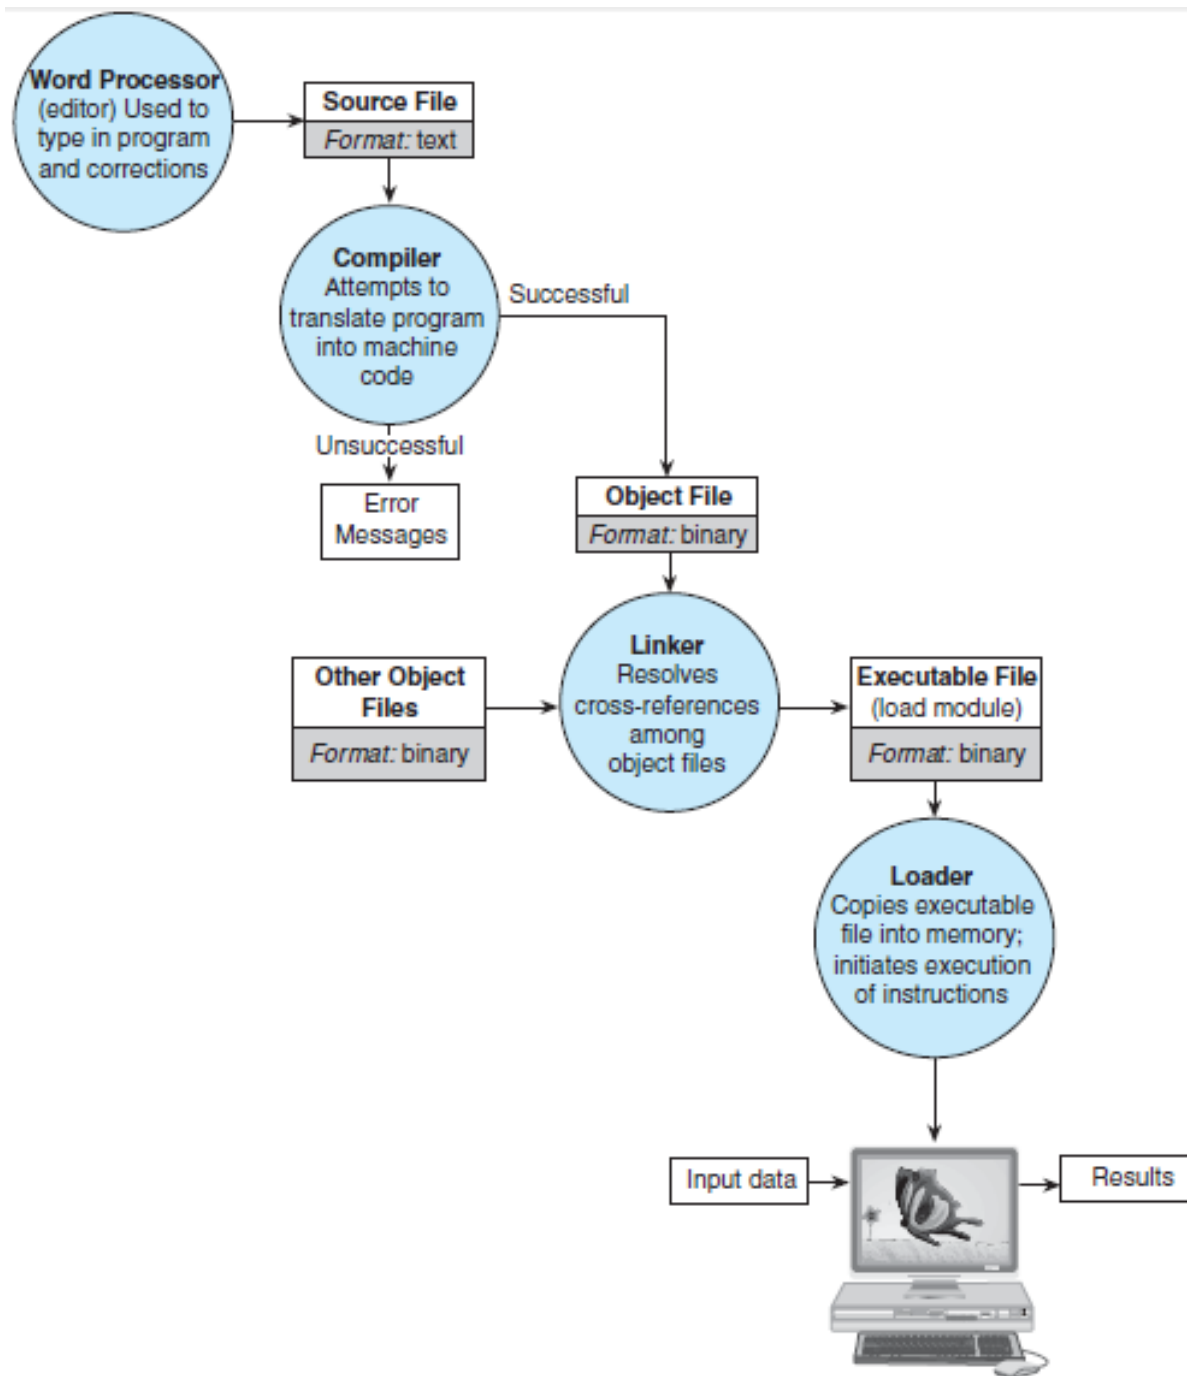 Word Processor
(editor) Used to
type in program
and corrections
Source File
Format: text
Compiler
Attempts to
translate program
into machine
code
Successful
Unsuccessful
Error
Messages
Object File
Format: binary
Other Object
Files
Format: binary
Linker
Resolves
cross-references
among
object files
Executable File
(load module)
Format: binary
Loader
Copies executable
file into memory;
initiates execution
of instructions
Input data
Results